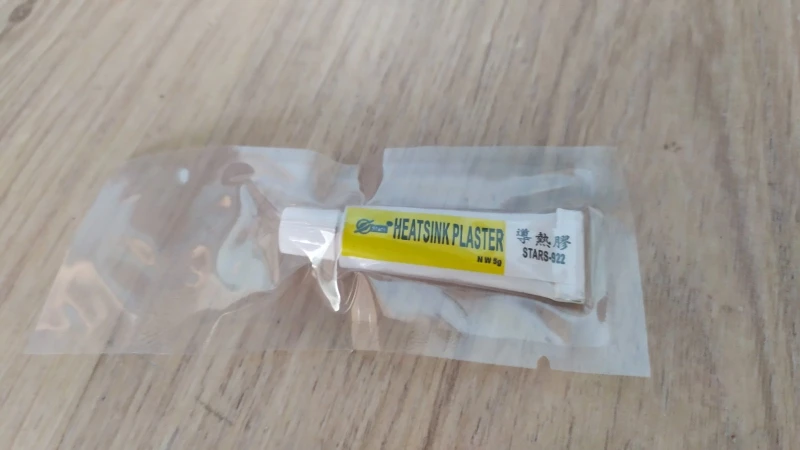 HEATSINK PLASTER
N W 5g
導熱膠
STARS-922